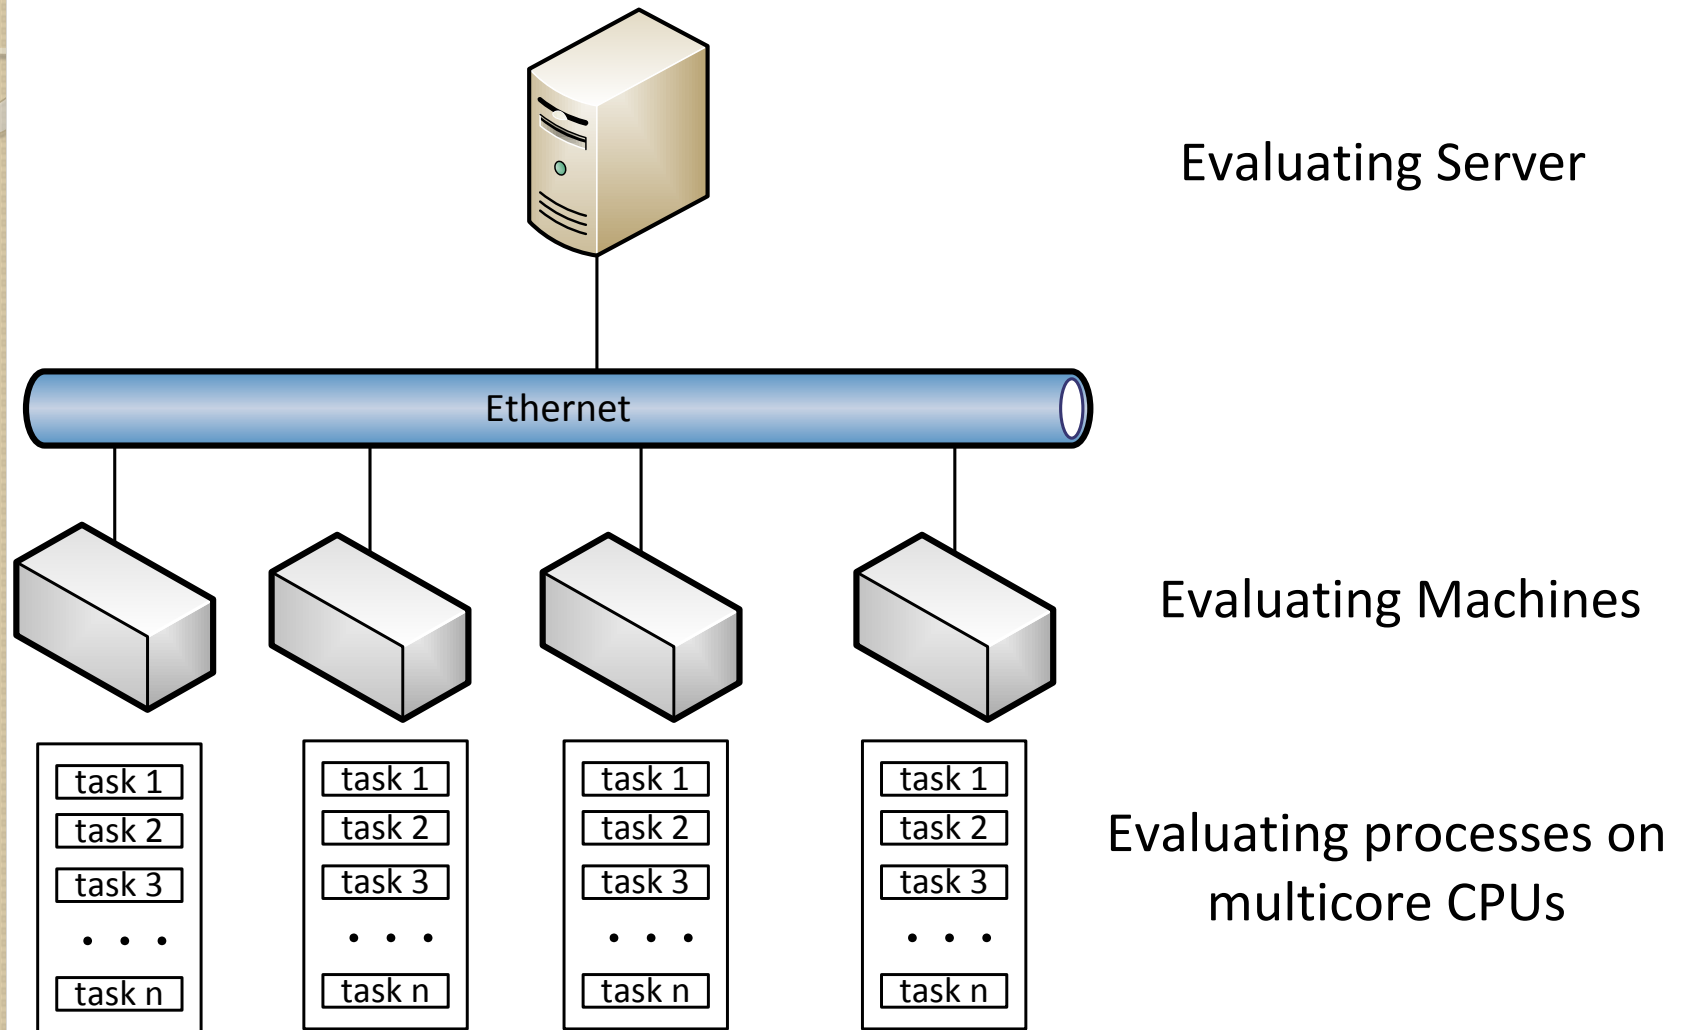 Evaluating Server
Ethernet
Evaluating Machines
task 1
task 2
task 3
. . .
task n
task 1
task 2
task 3
. . .
task n
task 1
task 2
task 3
. . .
task n
task 1
task 2
task 3
. . .
task n
Evaluating processes on
multicore CPUs